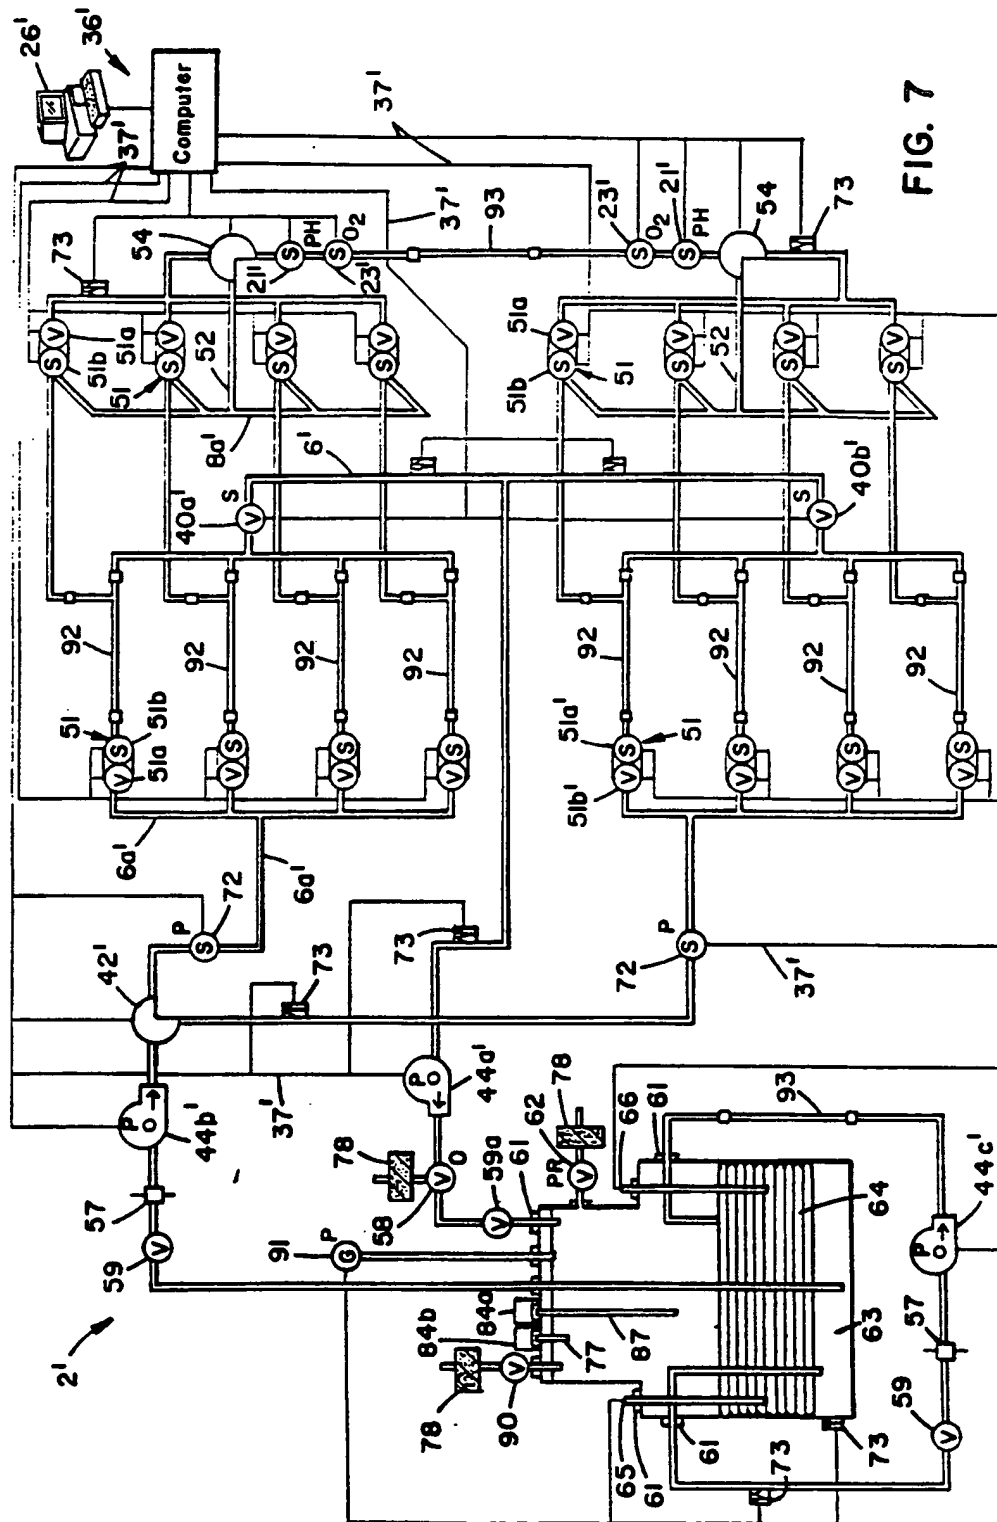 26'
36'
37'
Computer
37'
37'
37'
FIG. 7
73
54
21'
PH
S
S
O2
23'
93
23'
O2
S
21'
PH
S
54
73
S V
51a
51b
S V
51
S V
S V
52
8a'
6'
S V
51a
51b
51
S V
S V
S V
52
40a'
S
V
S
V
40b'
92
92
92
92
92
92
92
92
51
51b
51a
V S
V S
V S
V S
51a'
51
51b'
V S
V S
V S
V S
6a'
6a'
P
S
72
42'
73
73
P
S
72
37'
P
O
44b'
37'
P
O
44a'
57
59
V
78
V
O
58
59a
V
61
PR
62
V
78
66
61
93
91
G
P
84a
84b
78
V
90
77
87
65
61
61
64
63
73
73
P
O
44c'
57
59
V
2'